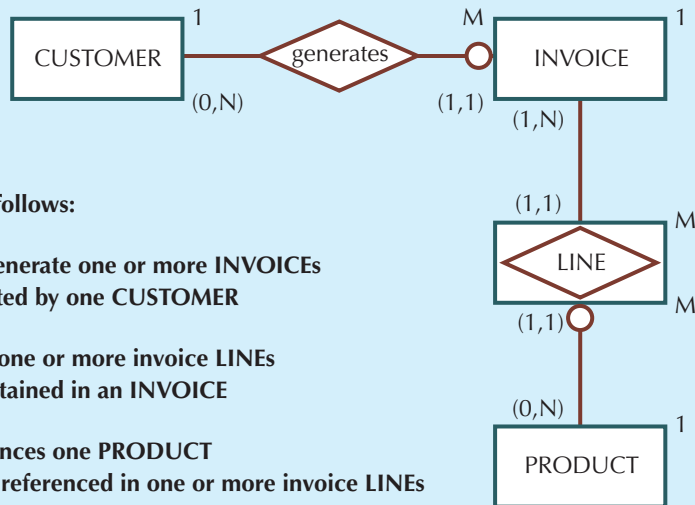 1 M 1
CUSTOMER generates INVOICE
(0,N) (1,1) (1,N)
follows:
(1,1) M
enerate one or more INVOICEs
LINE
ted by one CUSTOMER
M
(1,1)
one or more invoice LINEs
tained in an INVOICE
(0,N) 1
nces one PRODUCT
PRODUCT
referenced in one or more invoice LINEs